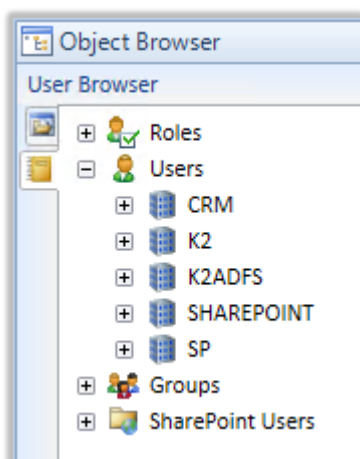 Object Browser
User Browser
Roles
Users
CRM
K2
K2ADFS
SHAREPOINT
SP
Groups
SharePoint Users